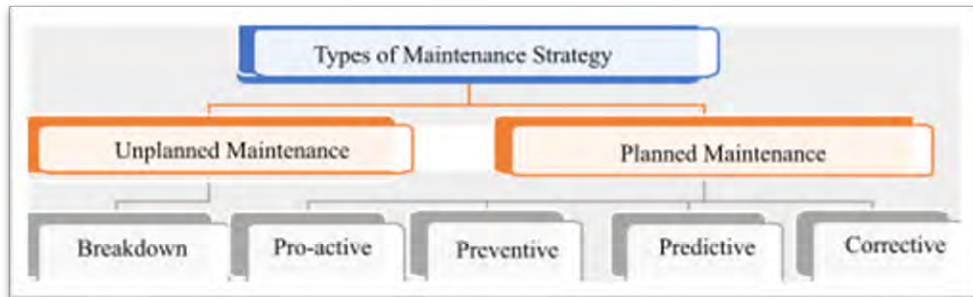 Types of Maintenance Strategy
Unplanned Maintenance
Planned Maintenance
Breakdown
Pro-active
Preventive
Predictive
Corrective